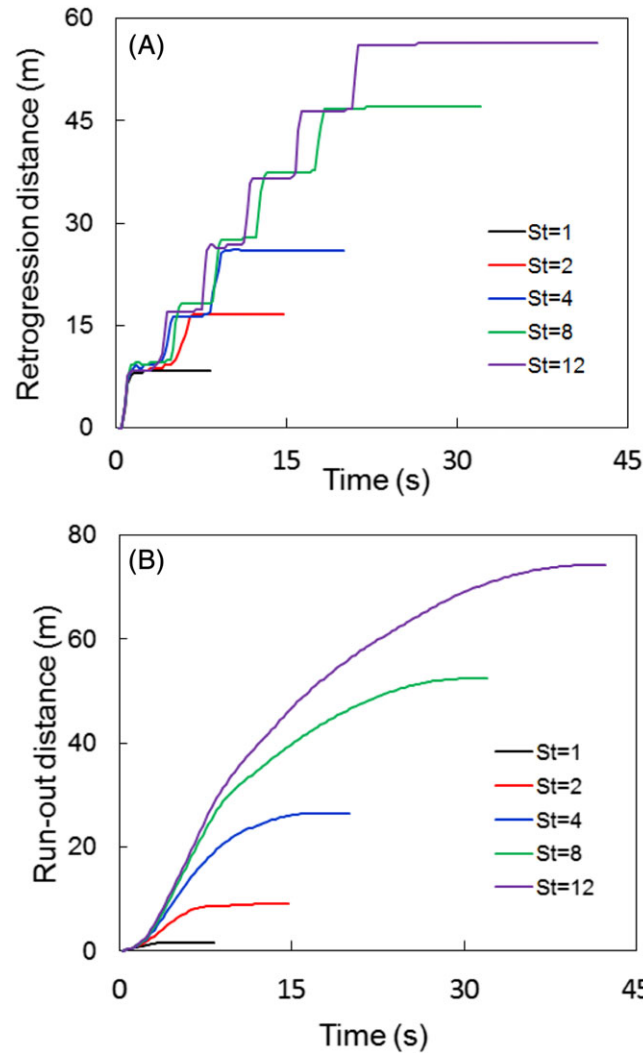 60
(A)
45
30
15
0
Retrogression distance (m)
St=1
St=2
St=4
St=8
St=12
0 15 30 45
Time (s)
80
(B)
60
40
20
0
Run-out distance (m)
St=1
St=2
St=4
St=8
St=12
0 15 30 45
Time (s)